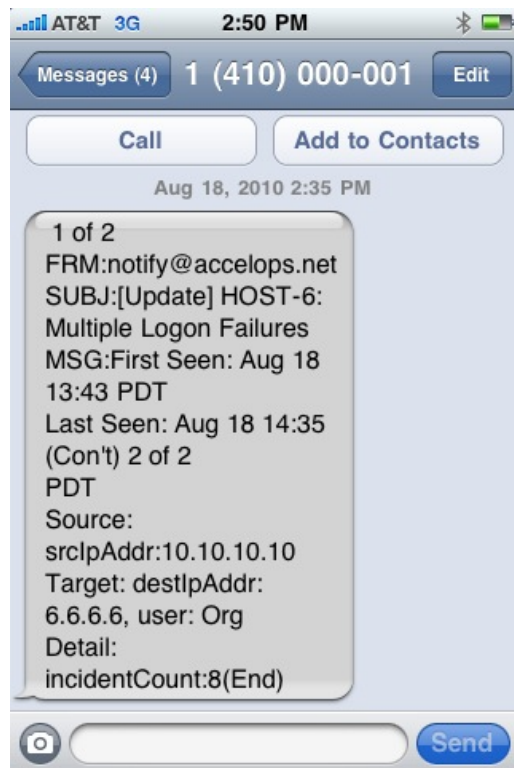 AT&T 3G 2:50 PM
Messages (4) 1 (410) 000-001 Edit
Call Add to Contacts
Aug 18, 2010 2:35 PM
1 of 2
FRM:notify@accelops.net
SUBJ:[Update] HOST-6:
Multiple Logon Failures
MSG:First Seen: Aug 18
13:43 PDT
Last Seen: Aug 18 14:35
(Con't) 2 of 2
PDT
Source:
srcIpAddr:10.10.10.10
Target: destIpAddr:
6.6.6.6, user: Org
Detail:
incidentCount:8(End)
Send